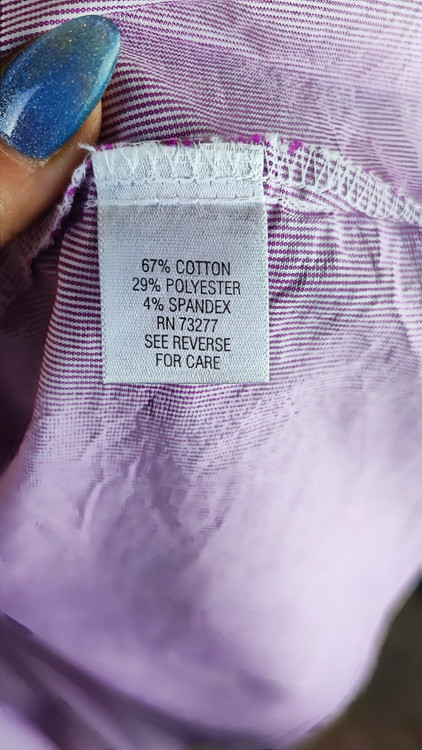 67% COTTON
29% POLYESTER
4% SPANDEX
RN 73277
SEE REVERSE
FOR CARE